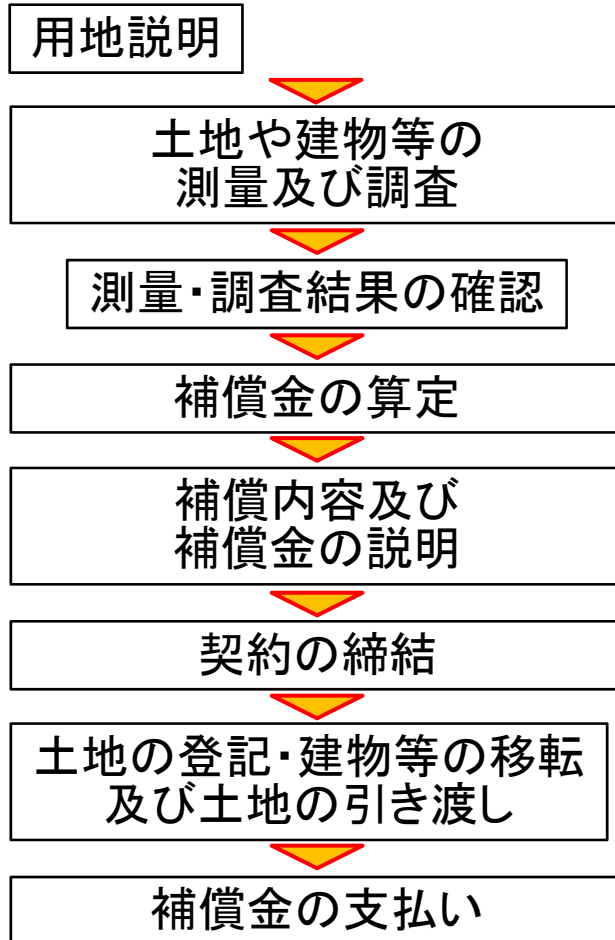 用地説明
土地や建物等の
測量及び調査
測量・調査結果の確認
補償金の算定
補償内容及び
補償金の説明
契約の締結
土地の登記・建物等の移転
及び土地の引き渡し
補償金の支払い